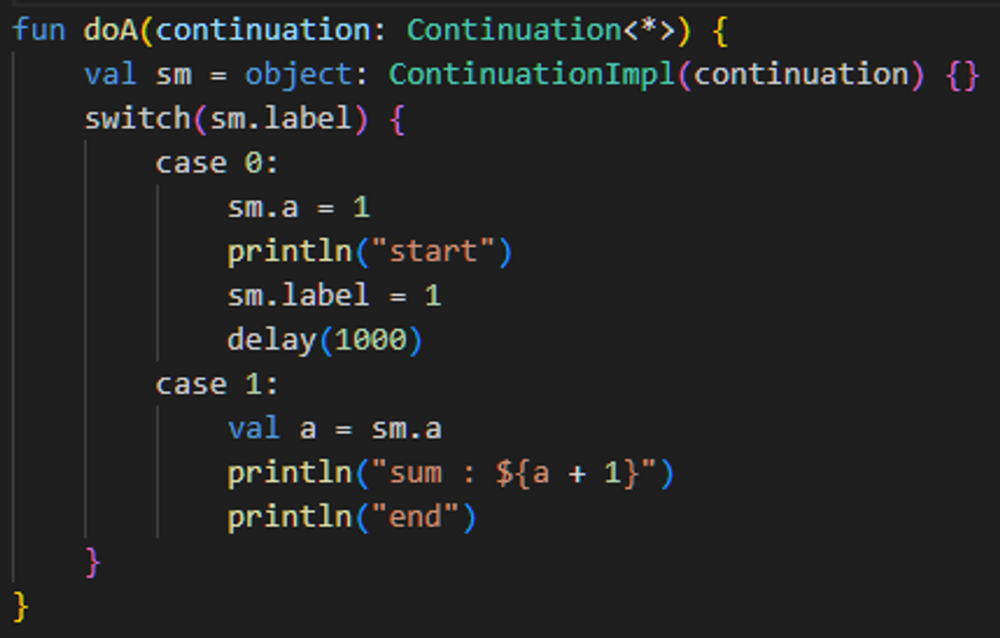 fun doA(continuation: Continuation<*>) {
    val sm = object: ContinuationImpl(continuation) {}
    switch(sm.label) {
        case 0:
            sm.a = 1
            println("start")
            sm.label = 1
            delay(1000)
        case 1:
            val a = sm.a
            println("sum : ${a + 1}")
            println("end")
    }
}